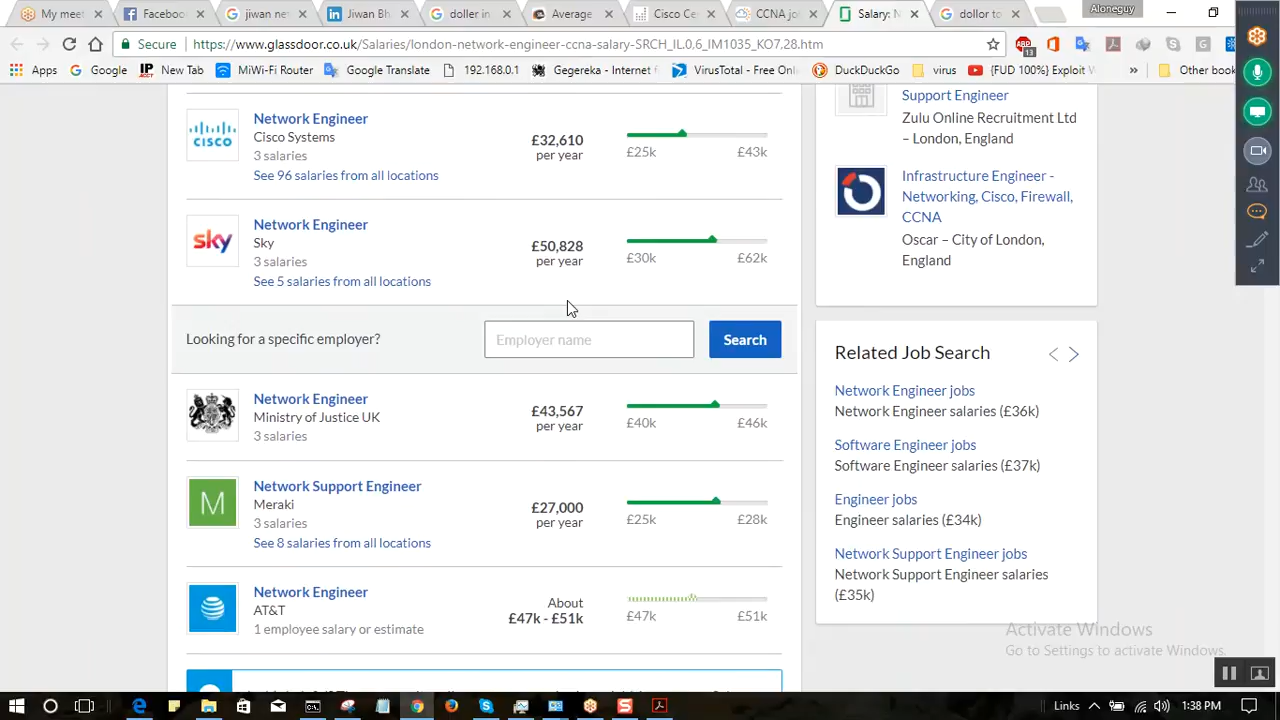 My meet
Facebook
jiwan ne
Jiwan Bh
doller in
Average
Cisco Ce
CCNA jo
Salary: N
doller to
Aloneguy
Secure
https://www.glassdoor.co.uk/Salaries/london-network-engineer-ccna-salary-SRCH_IL.0.6_IM1035_KO7.28.htm
ABP
13
Apps
Google
IP
ACCT
New Tab
MiWi-Fi Router
Google Translate
192.168.0.1
Gegereka - Internet f
VirusTotal - Free Onl
DuckDuckGo
virus
{FUD 100%} Exploit W
»
Other book
CISCO
Network Engineer
Cisco Systems
3 salaries
See 96 salaries from all locations
£32,610
per year
£25k
£43k
sky
Network Engineer
Sky
3 salaries
See 5 salaries from all locations
£50,828
per year
£30k
£62k
Looking for a specific employer?
Employer name
Search
Network Engineer
Ministry of Justice UK
3 salaries
£43,567
per year
£40k
£46k
M
Network Support Engineer
Meraki
3 salaries
See 8 salaries from all locations
£27,000
per year
£25k
£28k
Network Engineer
AT&T
1 employee salary or estimate
About
£47k - £51k
£47k
£51k
Support Engineer
Zulu Online Recruitment Ltd
– London, England
Infrastructure Engineer -
Networking, Cisco, Firewall,
CCNA
Oscar – City of London,
England
Related Job Search
Network Engineer jobs
Network Engineer salaries (£36k)
Software Engineer jobs
Software Engineer salaries (£37k)
Engineer jobs
Engineer salaries (£34k)
Network Support Engineer jobs
Network Support Engineer salaries
(£35k)
Activate Windows
Go to Settings to activate Windows.
Links
1:38 PM